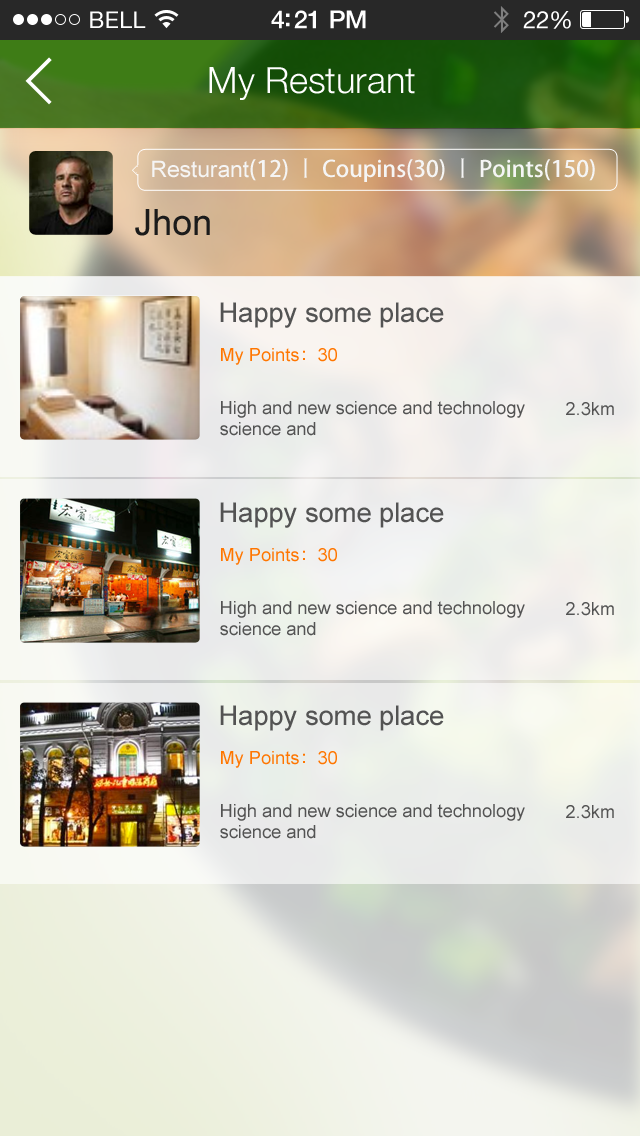 BELL 4:21 PM 22%
My Resturant
Resturant(12) | Coupins(30) | Points(150)
Jhon
Happy some place
My Points： 30
High and new science and technology 2.3km
science and
Happy some place
My Points： 30
High and new science and technology 2.3km
science and
Happy some place
My Points： 30
High and new science and technology 2.3km
science and